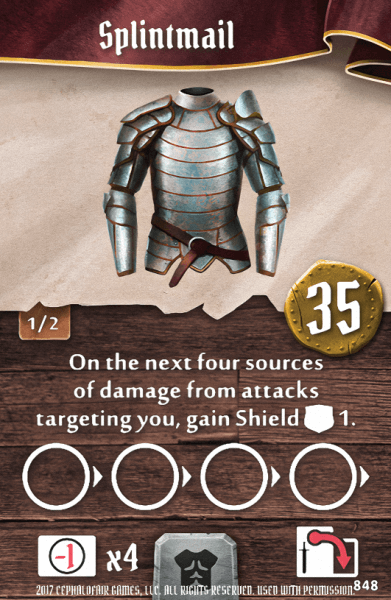 Splintmail
35
1/2
On the next four sources
of damage from attacks
targeting you, gain Shield 1.
-1 x4
2017 CEPHALOFAIR GAMES, LLC. ALL RIGHTS RESERVED. USED WITH PERMISSION.
848